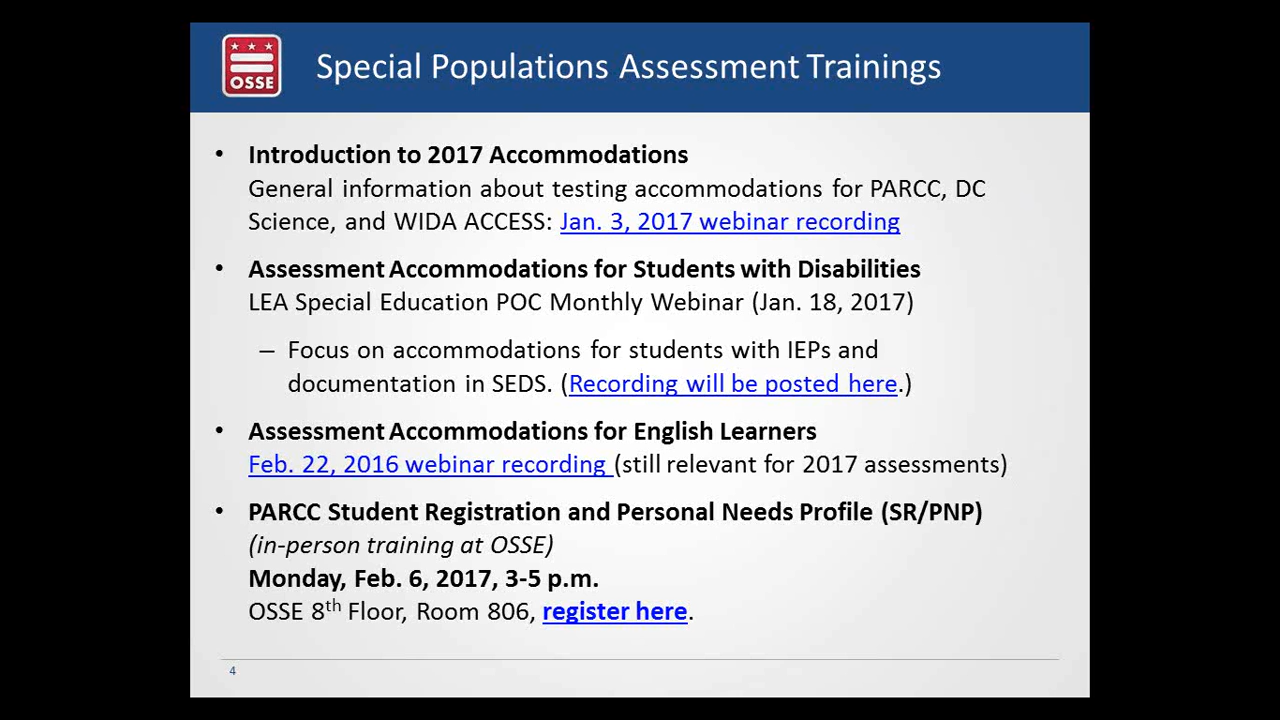 OSSE
Special Populations Assessment Trainings
• Introduction to 2017 Accommodations
General information about testing accommodations for PARCC, DC
Science, and WIDA ACCESS: Jan. 3, 2017 webinar recording
• Assessment Accommodations for Students with Disabilities
LEA Special Education POC Monthly Webinar (Jan. 18, 2017)
– Focus on accommodations for students with IEPs and
documentation in SEDS. (Recording will be posted here.)
• Assessment Accommodations for English Learners
Feb. 22, 2016 webinar recording (still relevant for 2017 assessments)
• PARCC Student Registration and Personal Needs Profile (SR/PNP)
(in-person training at OSSE)
Monday, Feb. 6, 2017, 3-5 p.m.
OSSE 8th Floor, Room 806, register here.
4